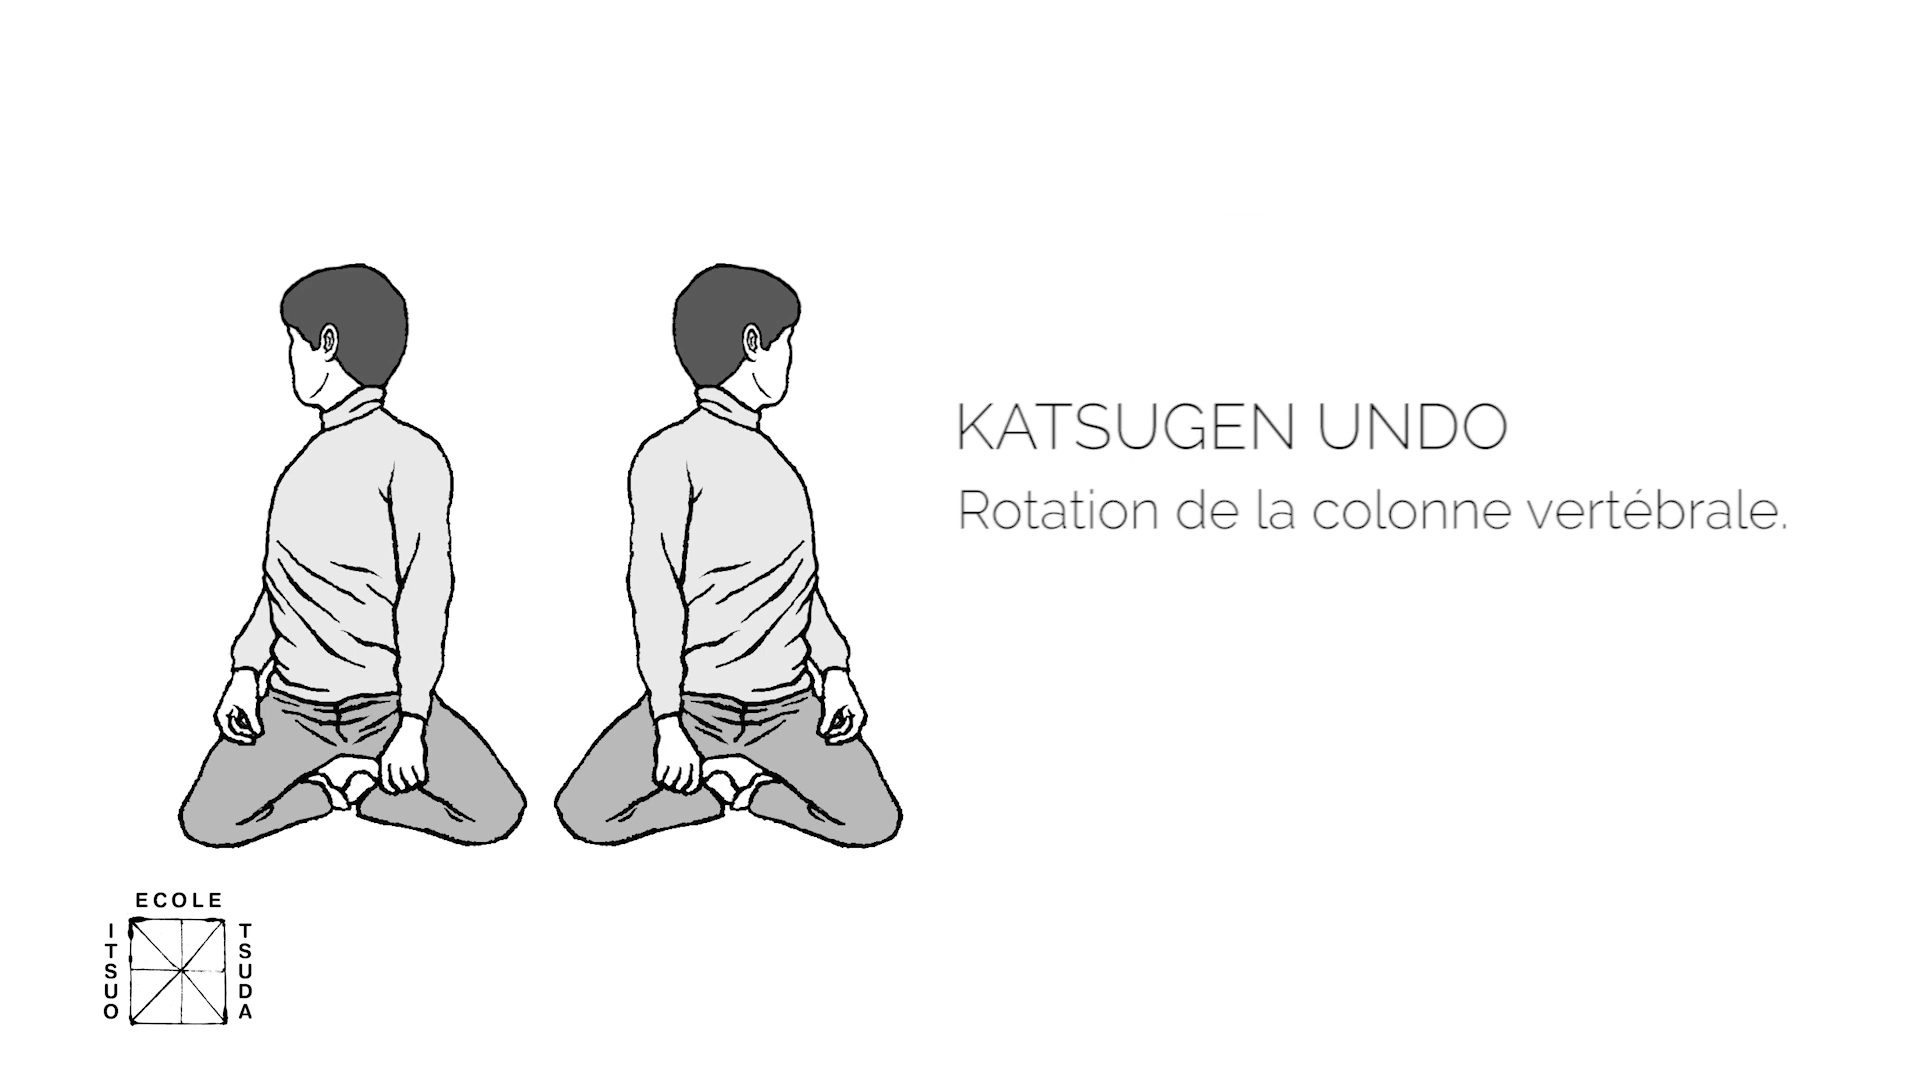 KATSUGEN UNDO
Rotation de la colonne vertébrale.
ECOLE
ITSUO
TSUDA